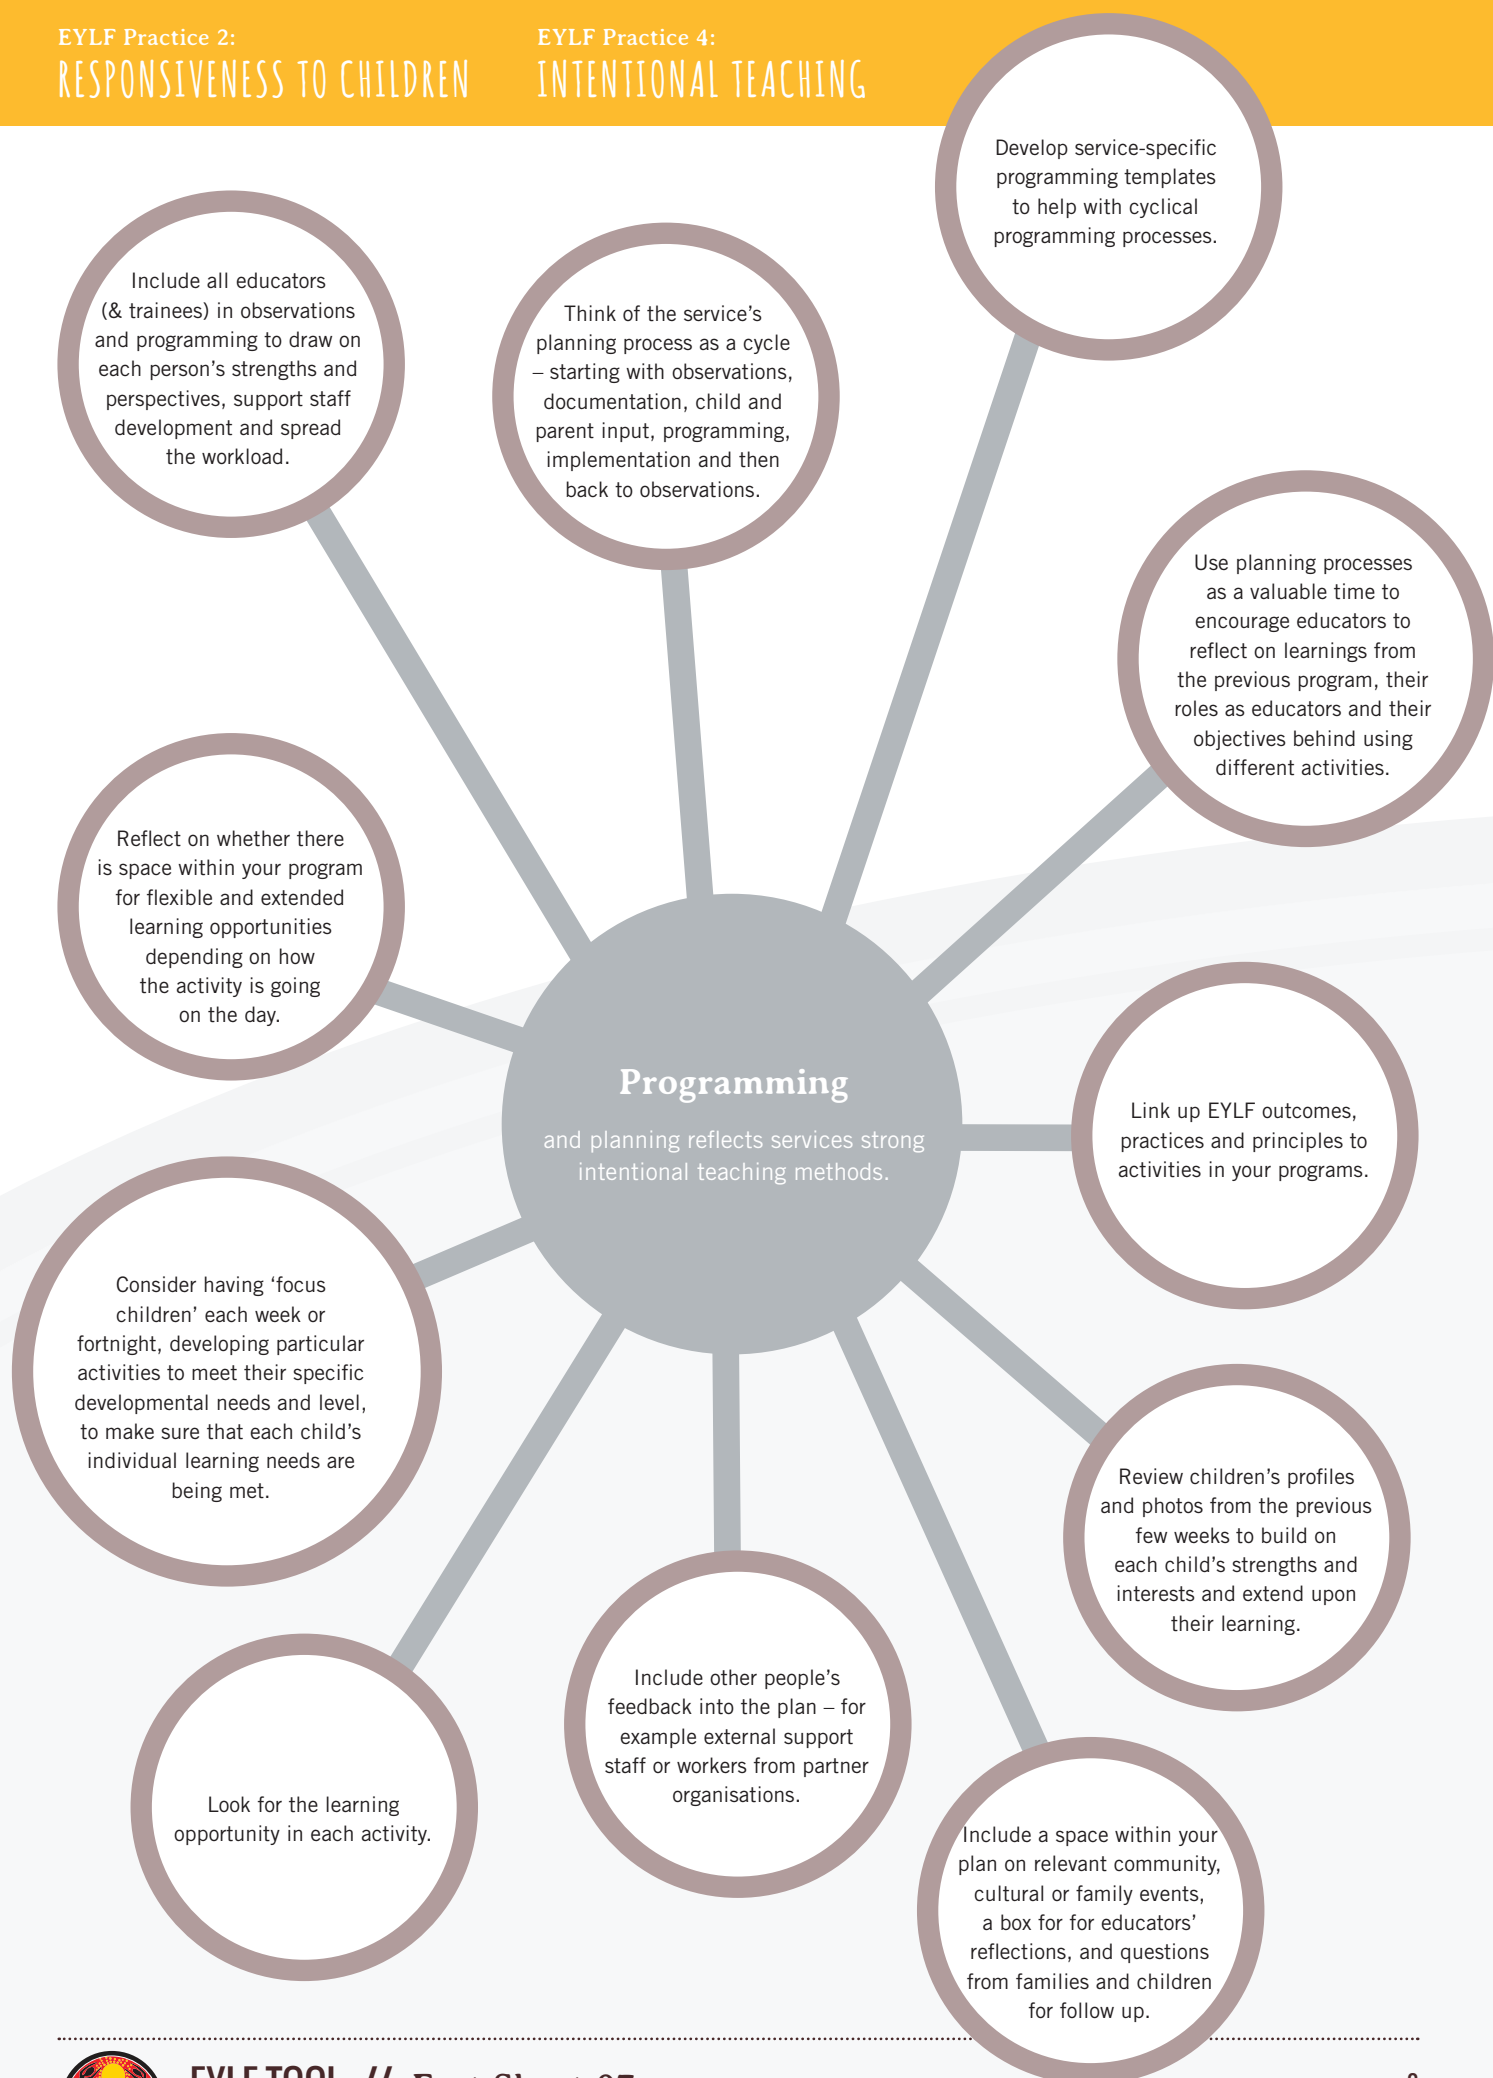 EYLF Practice 2:
RESPONSIVENESS TO CHILDREN
EYLF Practice 4:
INTENTIONAL TEACHING
Develop service-specific
programming templates
to help with cyclical
programming processes.
Include all educators
(& trainees) in observations
and programming to draw on
each person’s strengths and
perspectives, support staff
development and spread
the workload.
Think of the service’s
planning process as a cycle
– starting with observations,
documentation, child and
parent input, programming,
implementation and then
back to observations.
Use planning processes
as a valuable time to
encourage educators to
reflect on learnings from
the previous program, their
roles as educators and their
objectives behind using
different activities.
Reflect on whether there
is space within your program
for flexible and extended
learning opportunities
depending on how
the activity is going
on the day.
Programming
and planning reflects services strong
intentional teaching methods.
Link up EYLF outcomes,
practices and principles to
activities in your programs.
Consider having ‘focus
children’ each week or
fortnight, developing particular
activities to meet their specific
developmental needs and level,
to make sure that each child’s
individual learning needs are
being met.
Review children’s profiles
and photos from the previous
few weeks to build on
each child’s strengths and
interests and extend upon
their learning.
Include other people’s
feedback into the plan – for
example external support
staff or workers from partner
organisations.
Look for the learning
opportunity in each activity.
Include a space within your
plan on relevant community,
cultural or family events,
a box for for educators’
reflections, and questions
from families and children
for follow up.
EYLF TOOL // Fact Sheet